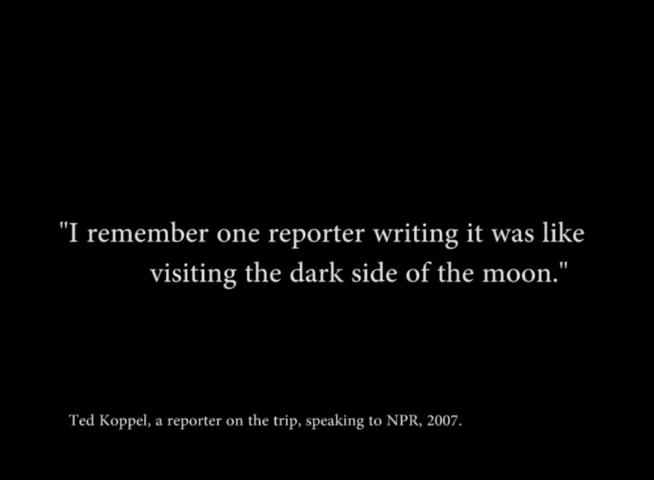 "I remember one reporter writing it was like
visiting the dark side of the moon."
Ted Koppel, a reporter on the trip, speaking to NPR, 2007.